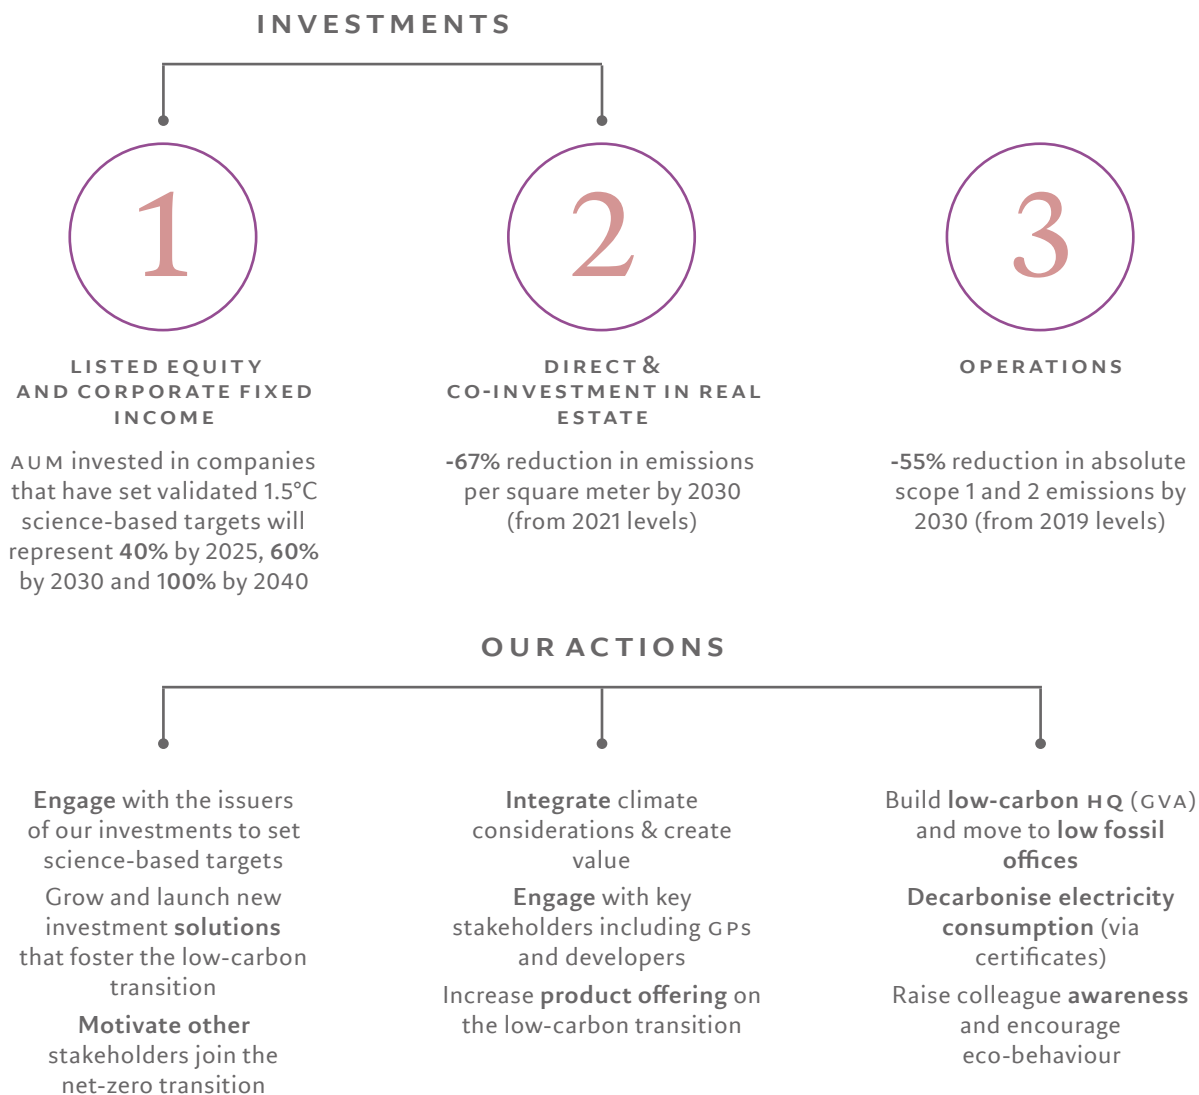 INVESTMENTS
1
2
3
LISTED EQUITY
AND CORPORATE FIXED
INCOME
AUM invested in companies
that have set validated 1.5°C
science-based targets will
represent 40% by 2025, 60%
by 2030 and 100% by 2040
DIRECT &
CO-INVESTMENT IN REAL
ESTATE
-67% reduction in emissions
per square meter by 2030
(from 2021 levels)
OPERATIONS
-55% reduction in absolute
scope 1 and 2 emissions by
2030 (from 2019 levels)
OUR ACTIONS
Engage with the issuers
of our investments to set
science-based targets
Grow and launch new
investment solutions
that foster the low-carbon
transition
Motivate other
stakeholders join the
net-zero transition
Integrate climate
considerations & create
value
Engage with key
stakeholders including GPs
and developers
Increase product offering on
the low-carbon transition
Build low-carbon HQ (GVA)
and move to low fossil
offices
Decarbonise electricity
consumption (via
certificates)
Raise colleague awareness
and encourage
eco-behaviour